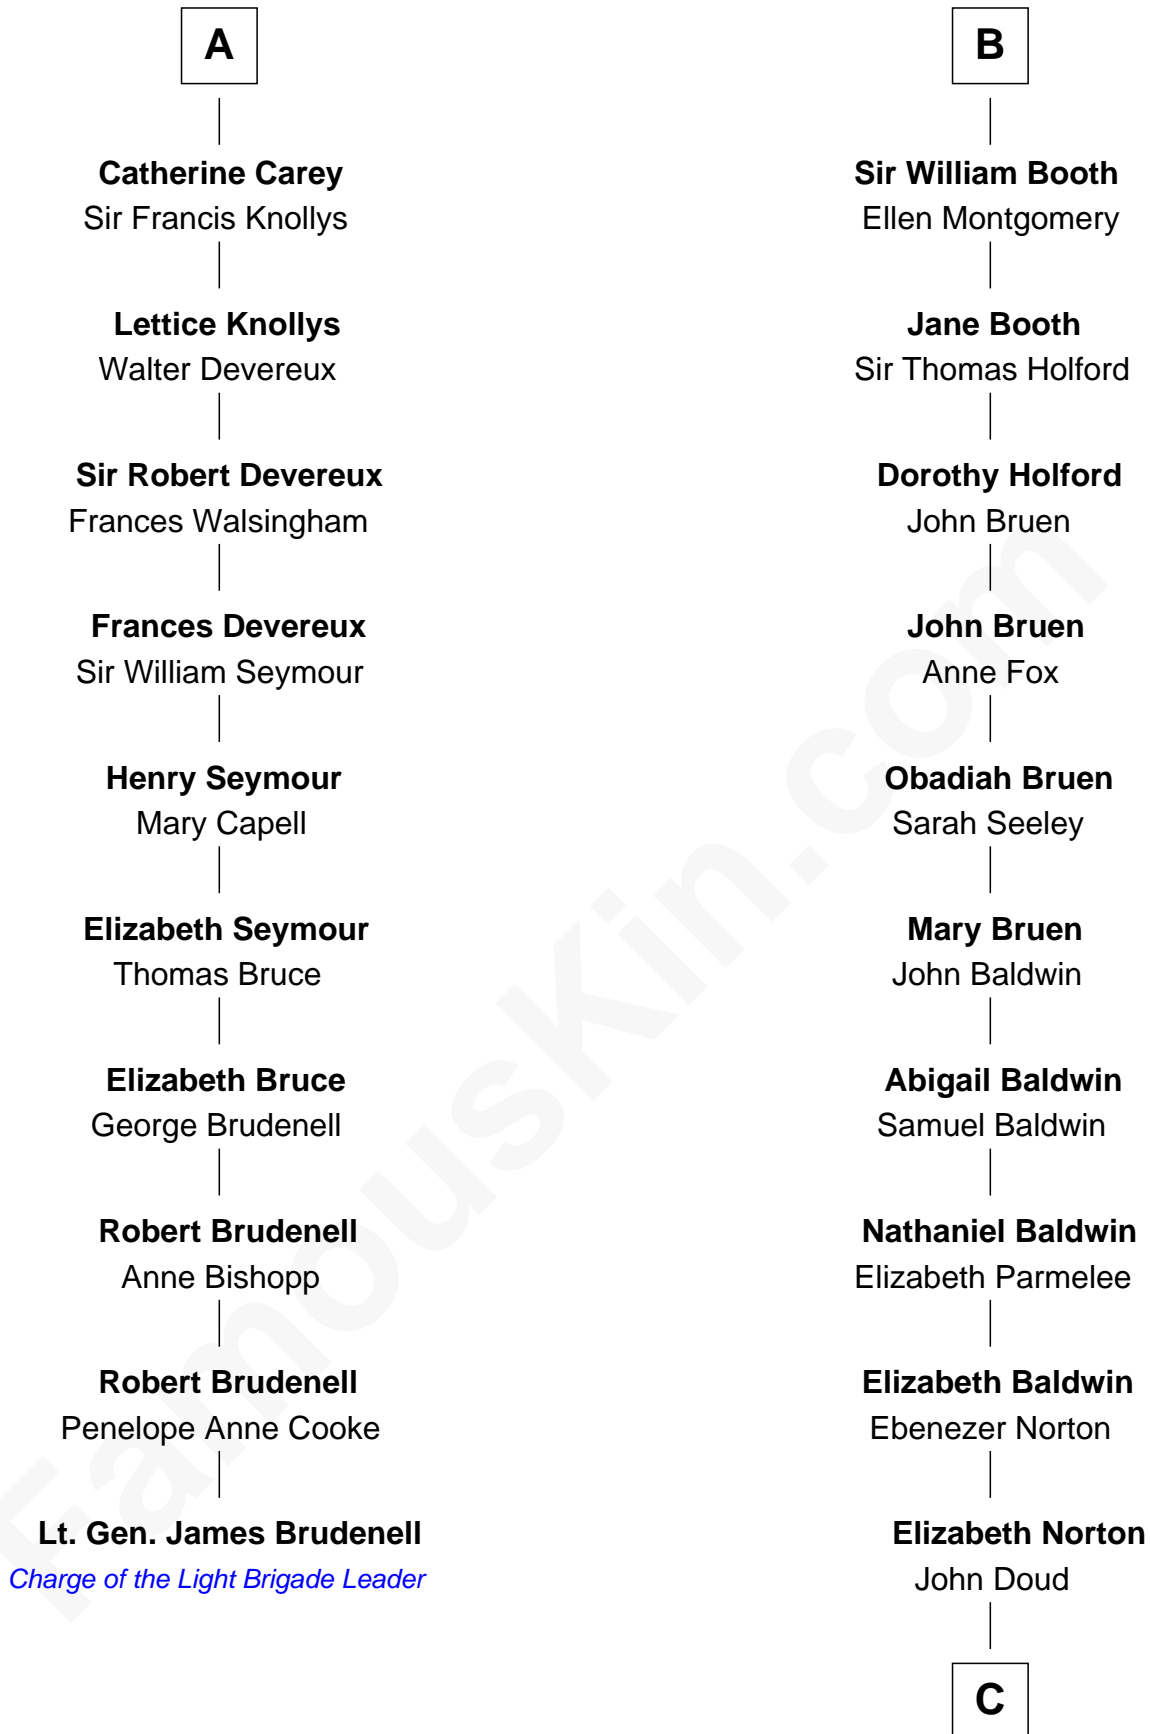 A
Catherine Carey
Sir Francis Knollys
Lettice Knollys
Walter Devereux
Sir Robert Devereux
Frances Walsingham
Frances Devereux
Sir William Seymour
Henry Seymour
Mary Capell
Elizabeth Seymour
Thomas Bruce
Elizabeth Bruce
George Brudenell
Robert Brudenell
Anne Bishopp
Robert Brudenell
Penelope Anne Cooke
Lt. Gen. James Brudenell
Charge of the Light Brigade Leader
B
Sir William Booth
Ellen Montgomery
Jane Booth
Sir Thomas Holford
Dorothy Holford
John Bruen
John Bruen
Anne Fox
Obadiah Bruen
Sarah Seeley
Mary Bruen
John Baldwin
Abigail Baldwin
Samuel Baldwin
Nathaniel Baldwin
Elizabeth Parmelee
Elizabeth Baldwin
Ebenezer Norton
Elizabeth Norton
John Doud
C
FamousKin.com